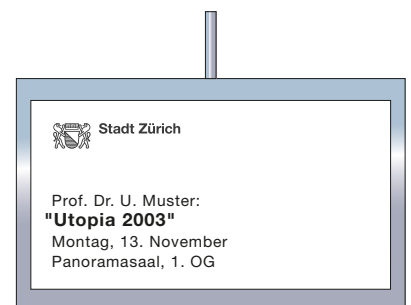 Stadt Zürich
Prof. Dr. U. Muster:
"Utopia 2003"
Montag, 13. November
Panoramasaal, 1. OG